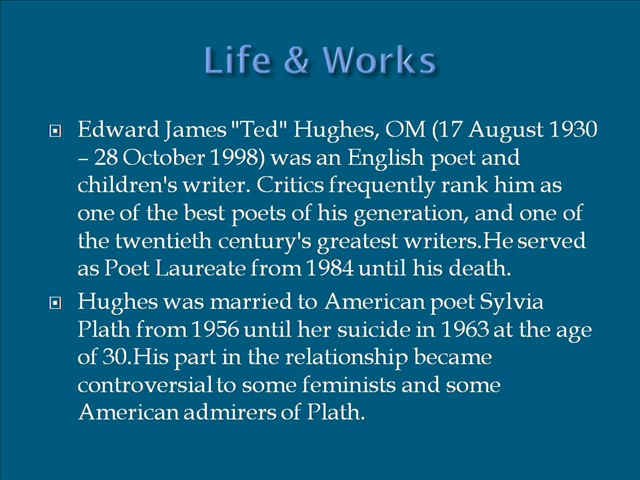 Life & Works
Edward James "Ted" Hughes, OM (17 August 1930
– 28 October 1998) was an English poet and
children's writer. Critics frequently rank him as
one of the best poets of his generation, and one of
the twentieth century's greatest writers.He served
as Poet Laureate from 1984 until his death.
Hughes was married to American poet Sylvia
Plath from 1956 until her suicide in 1963 at the age
of 30.His part in the relationship became
controversial to some feminists and some
American admirers of Plath.